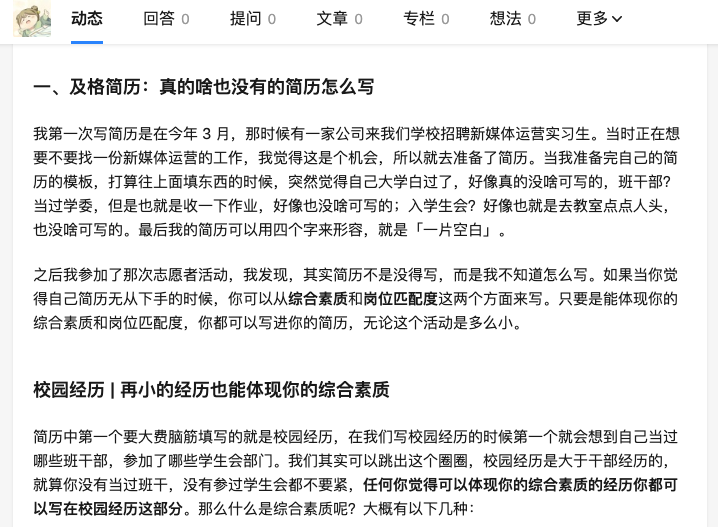 动态 回答 0 提问 0 文章 0 专栏 0 想法 0 更多
一、及格简历：真的啥也没有的简历怎么写
我第一次写简历是在今年 3 月，那时候有一家公司来我们学校招聘新媒体运营实习生。当时正在想
要不要找一份新媒体运营的工作，我觉得这是个机会，所以就去准备了简历。当我准备完自己的简
历的模板，打算往上面填东西的时候，突然觉得自己大学白过了，好像真的没啥可写的，班干部？
当过学委，但是也就是收一下作业，好像也没啥可写的；入学生会？好像也就是去教室点点人头，
也没啥可写的。最后我的简历可以用四个字来形容，就是「一片空白」。
之后我参加了那次志愿者活动，我发现，其实简历不是没得写，而是我不知道怎么写。如果当你觉
得自己简历无从下手的时候，你可以从综合素质和岗位匹配度这两个方面来写。只要是能体现你的
综合素质和岗位匹配度，你都可以写进你的简历，无论这个活动是多么小。
校园经历 | 再小的经历也能体现你的综合素质
简历中第一个要大费脑筋填写的就是校园经历，在我们写校园经历的时候第一个就会想到自己当过
哪些班干部，参加了哪些学生会部门。我们其实可以跳出这个圈圈，校园经历是大于干部经历的，
就算你没有当过班干，没有参过学生会都不要紧，任何你觉得可以体现你的综合素质的经历你都可
以写在校园经历这部分。那么什么是综合素质呢？大概有以下几种：